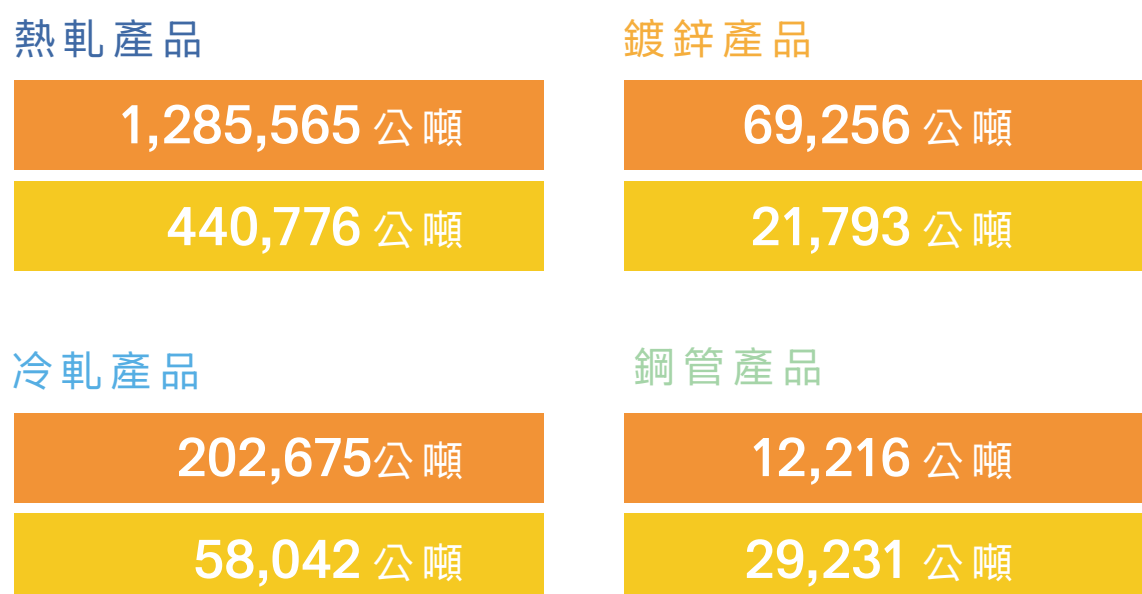 熱軋產品
1,285,565 公噸
440,776 公噸
鍍鋅產品
69,256 公噸
21,793 公噸
冷軋產品
202,675公噸
58,042 公噸
鋼管產品
12,216 公噸
29,231 公噸